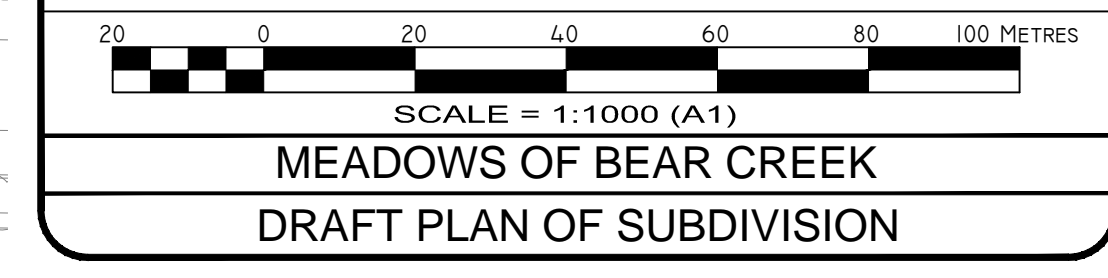 20 0 20 40 60 80 100 METRES
SCALE = 1:1000 (A1)
MEADOWS OF BEAR CREEK
DRAFT PLAN OF SUBDIVISION